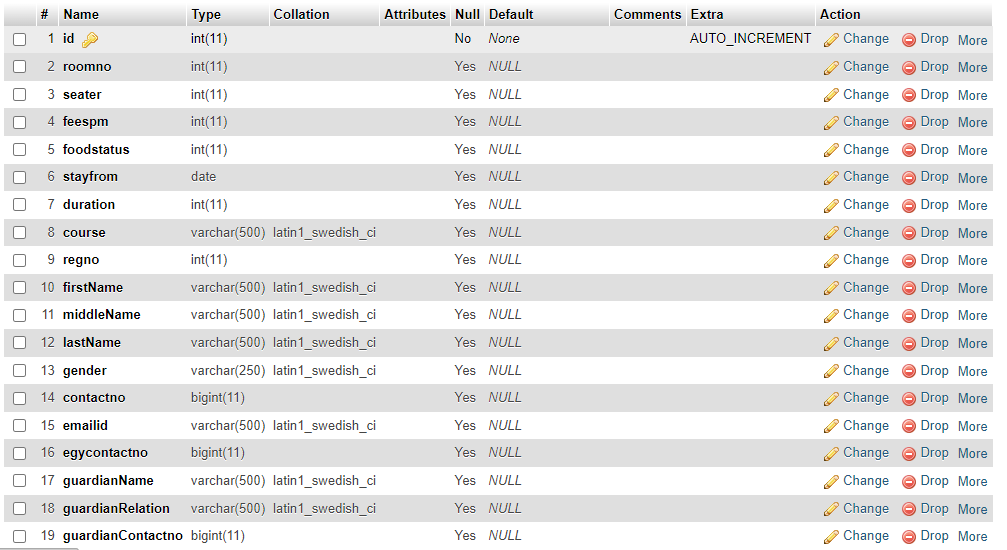 # Name Type Collation Attributes Null Default Comments Extra Action
1 id int(11) No None AUTO_INCREMENT Change Drop More
2 roomno int(11) Yes NULL Change Drop More
3 seater int(11) Yes NULL Change Drop More
4 feespm int(11) Yes NULL Change Drop More
5 foodstatus int(11) Yes NULL Change Drop More
6 stayfrom date Yes NULL Change Drop More
7 duration int(11) Yes NULL Change Drop More
8 course varchar(500) latin1_swedish_ci Yes NULL Change Drop More
9 regno int(11) Yes NULL Change Drop More
10 firstName varchar(500) latin1_swedish_ci Yes NULL Change Drop More
11 middleName varchar(500) latin1_swedish_ci Yes NULL Change Drop More
12 lastName varchar(500) latin1_swedish_ci Yes NULL Change Drop More
13 gender varchar(250) latin1_swedish_ci Yes NULL Change Drop More
14 contactno bigint(11) Yes NULL Change Drop More
15 emailid varchar(500) latin1_swedish_ci Yes NULL Change Drop More
16 egycontactno bigint(11) Yes NULL Change Drop More
17 guardianName varchar(500) latin1_swedish_ci Yes NULL Change Drop More
18 guardianRelation varchar(500) latin1_swedish_ci Yes NULL Change Drop More
19 guardianContactno bigint(11) Yes NULL Change Drop More